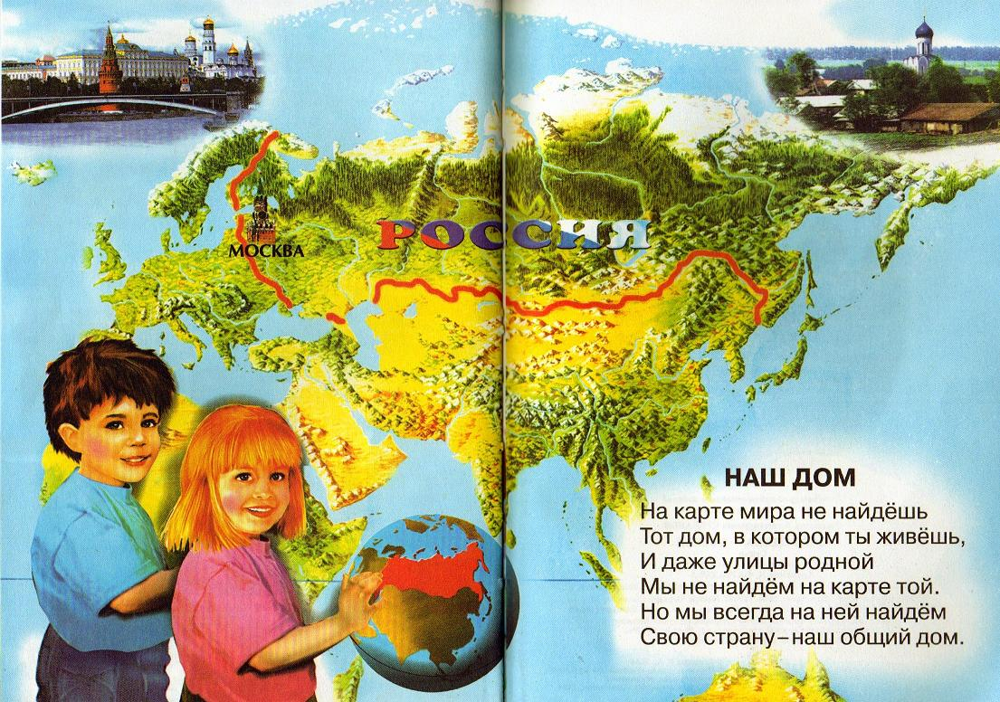 РОССИЯ
МОСКВА
НАШ ДОМ
На карте мира не найдёшь
Тот дом, в котором ты живёшь,
И даже улицы родной
Мы не найдём на карте той.
Но мы всегда на ней найдём
Свою страну–наш общий дом.